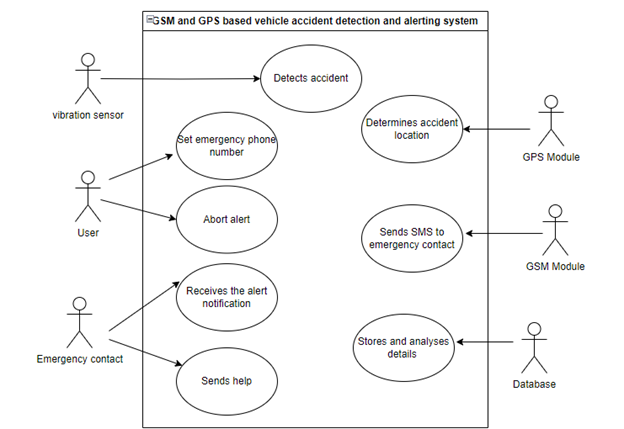 GSM and GPS based vehicle accident detection and alerting system
Detects accident
vibration sensor
Determines accident
location
Set emergency phone
number
GPS Module
User
Abort alert
Sends SMS to
emergency contact
GSM Module
Receives the alert
notification
Emergency contact
Stores and analyses
details
Sends help
Database